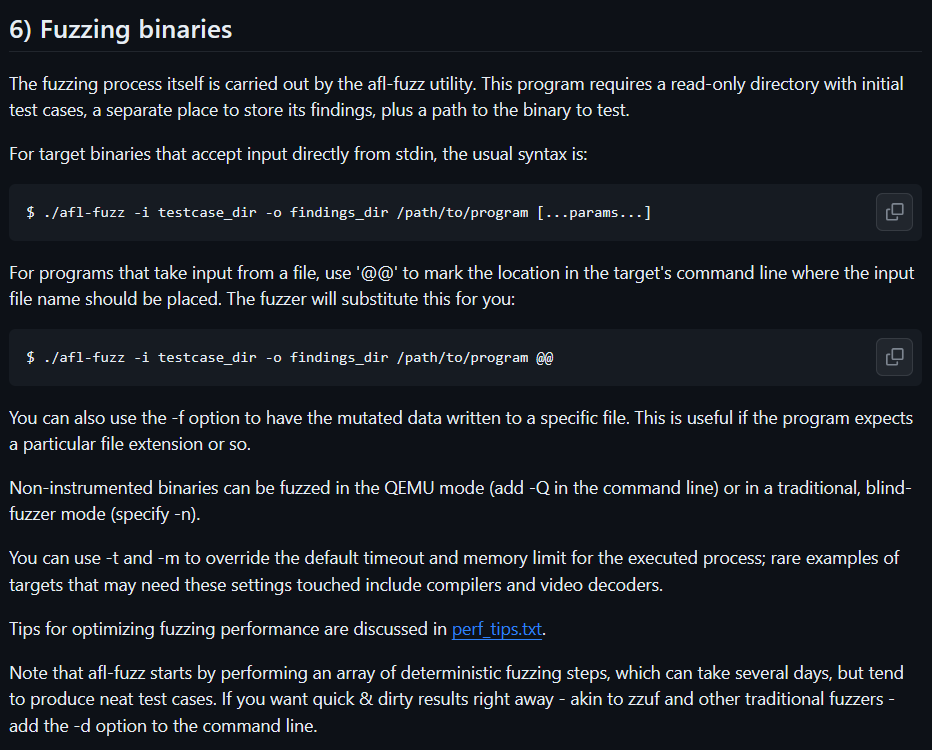 6) Fuzzing binaries
The fuzzing process itself is carried out by the afl-fuzz utility. This program requires a read-only directory with initial
test cases, a separate place to store its findings, plus a path to the binary to test.
For target binaries that accept input directly from stdin, the usual syntax is:
$ ./afl-fuzz -i testcase_dir -o findings_dir /path/to/program [...params...]
For programs that take input from a file, use '@@' to mark the location in the target's command line where the input
file name should be placed. The fuzzer will substitute this for you:
$ ./afl-fuzz -i testcase_dir -o findings_dir /path/to/program @@
You can also use the -f option to have the mutated data written to a specific file. This is useful if the program expects
a particular file extension or so.
Non-instrumented binaries can be fuzzed in the QEMU mode (add -Q in the command line) or in a traditional, blind-
fuzzer mode (specify -n).
You can use -t and -m to override the default timeout and memory limit for the executed process; rare examples of
targets that may need these settings touched include compilers and video decoders.
Tips for optimizing fuzzing performance are discussed in perf_tips.txt.
Note that afl-fuzz starts by performing an array of deterministic fuzzing steps, which can take several days, but tend
to produce neat test cases. If you want quick & dirty results right away - akin to zzuf and other traditional fuzzers -
add the -d option to the command line.